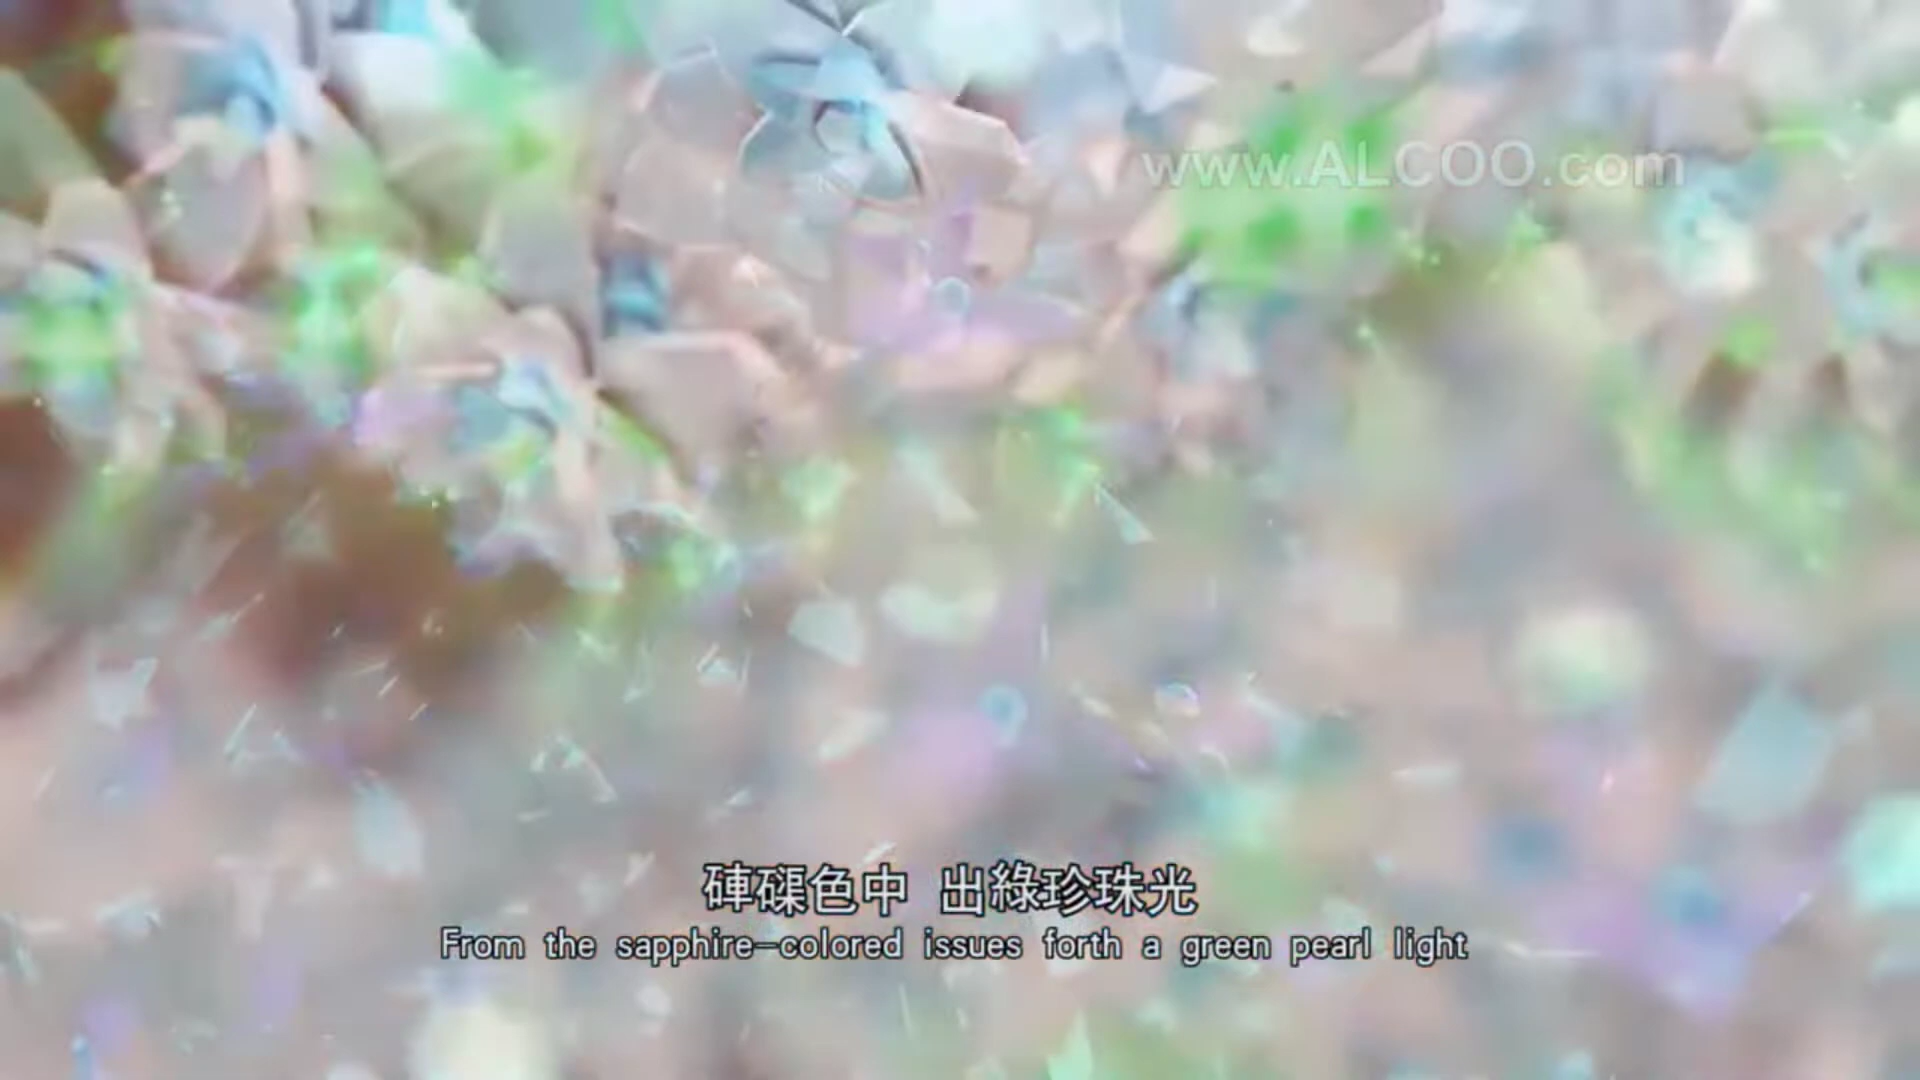 www.ALCOO.com
硨磲色中 出綠珍珠光
From the sapphire-colored issues forth a green pearl light